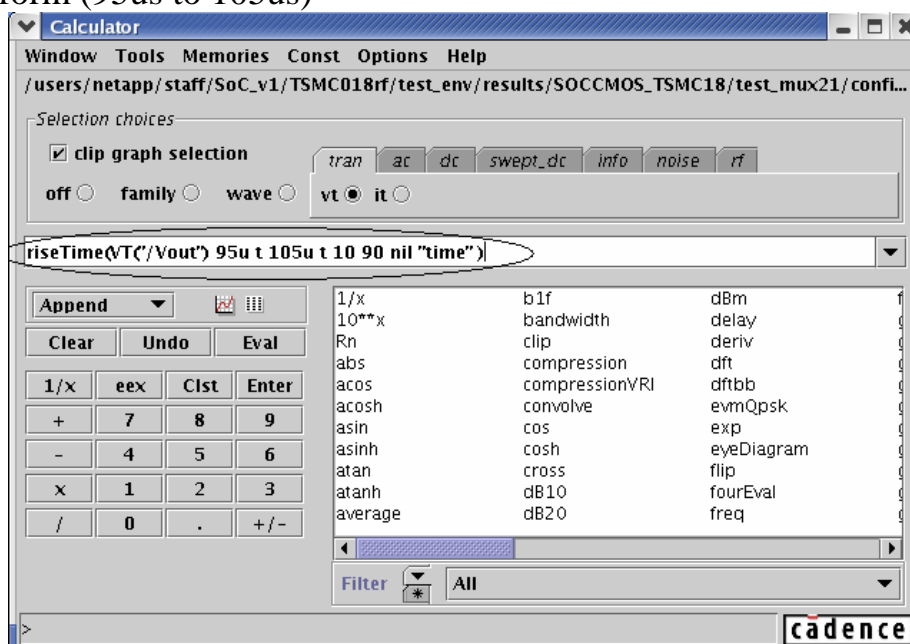 form (95us to 105us)
Calculator
Window Tools Memories Const Options Help
/users/netapp/staff/SoC_v1/TSMC018rf/test_env/results/SOCCMOS_TSMC18/test_mux21/confi...
Selection choices
clip graph selection
tran ac dc swept_dc info noise rf
off family wave vt it
riseTime(VT("/Vout") 95u t 105u t 10 90 nil "time")
Append
Clear Undo Eval
1/x eex Clst Enter
+ 7 8 9
- 4 5 6
x 1 2 3
/ 0 . +/-
1/x b1f dBm
10**x bandwidth delay
Rn clip deriv
abs compression dft
acos compressionVRI dftbb
acosh convolve evmQpsk
asin cos exp
asinh cosh eyeDiagram
atan cross flip
atanh dB10 fourEval
average dB20 freq
Filter All
>
cadence